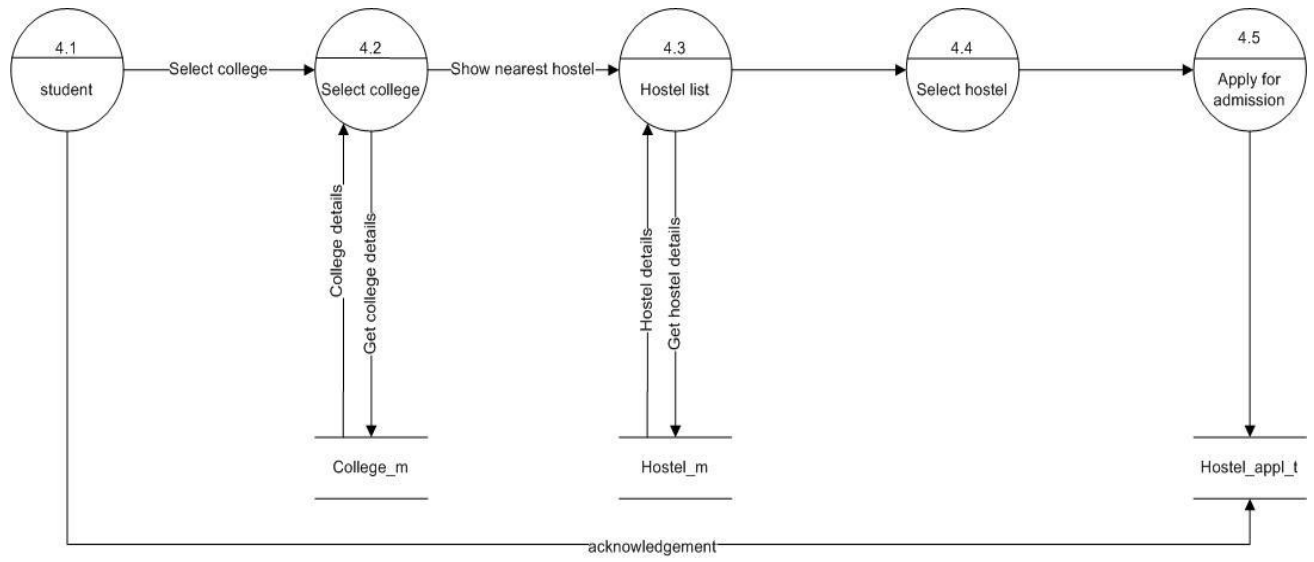 4.1
student
Select college
4.2
Select college
Show nearest hostel
4.3
Hostel list
4.4
Select hostel
4.5
Apply for
admission
College details
Get college details
Hostel details
Get hostel details
College_m
Hostel_m
Hostel_appl_t
acknowledgement